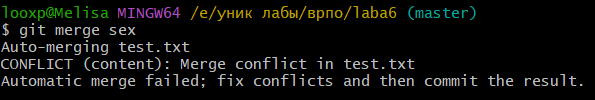 looxp@Melisa MINGW64 /e/уник лабы/врпо/laba6 (master)
$ git merge sex
Auto-merging test.txt
CONFLICT (content): Merge conflict in test.txt
Automatic merge failed; fix conflicts and then commit the result.